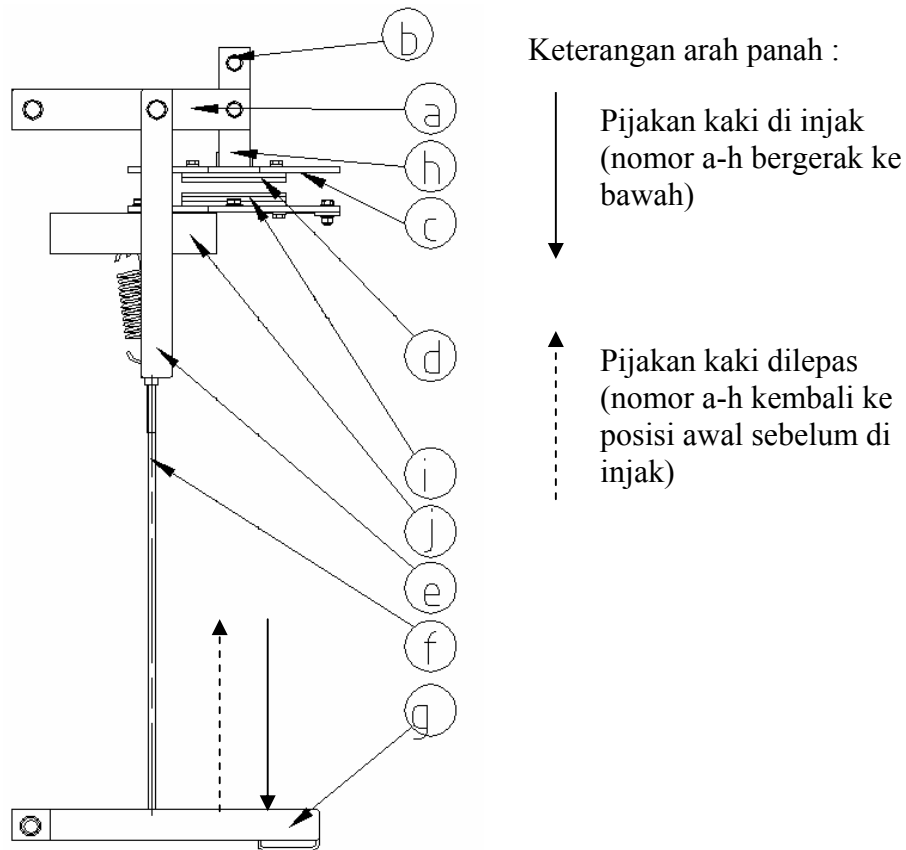 b
Keterangan arah panah :
a
Pijakan kaki di injak
(nomor a-h bergerak ke
bawah)
h
c
d
Pijakan kaki dilepas
(nomor a-h kembali ke
posisi awal sebelum di
injak)
i
j
e
f
g